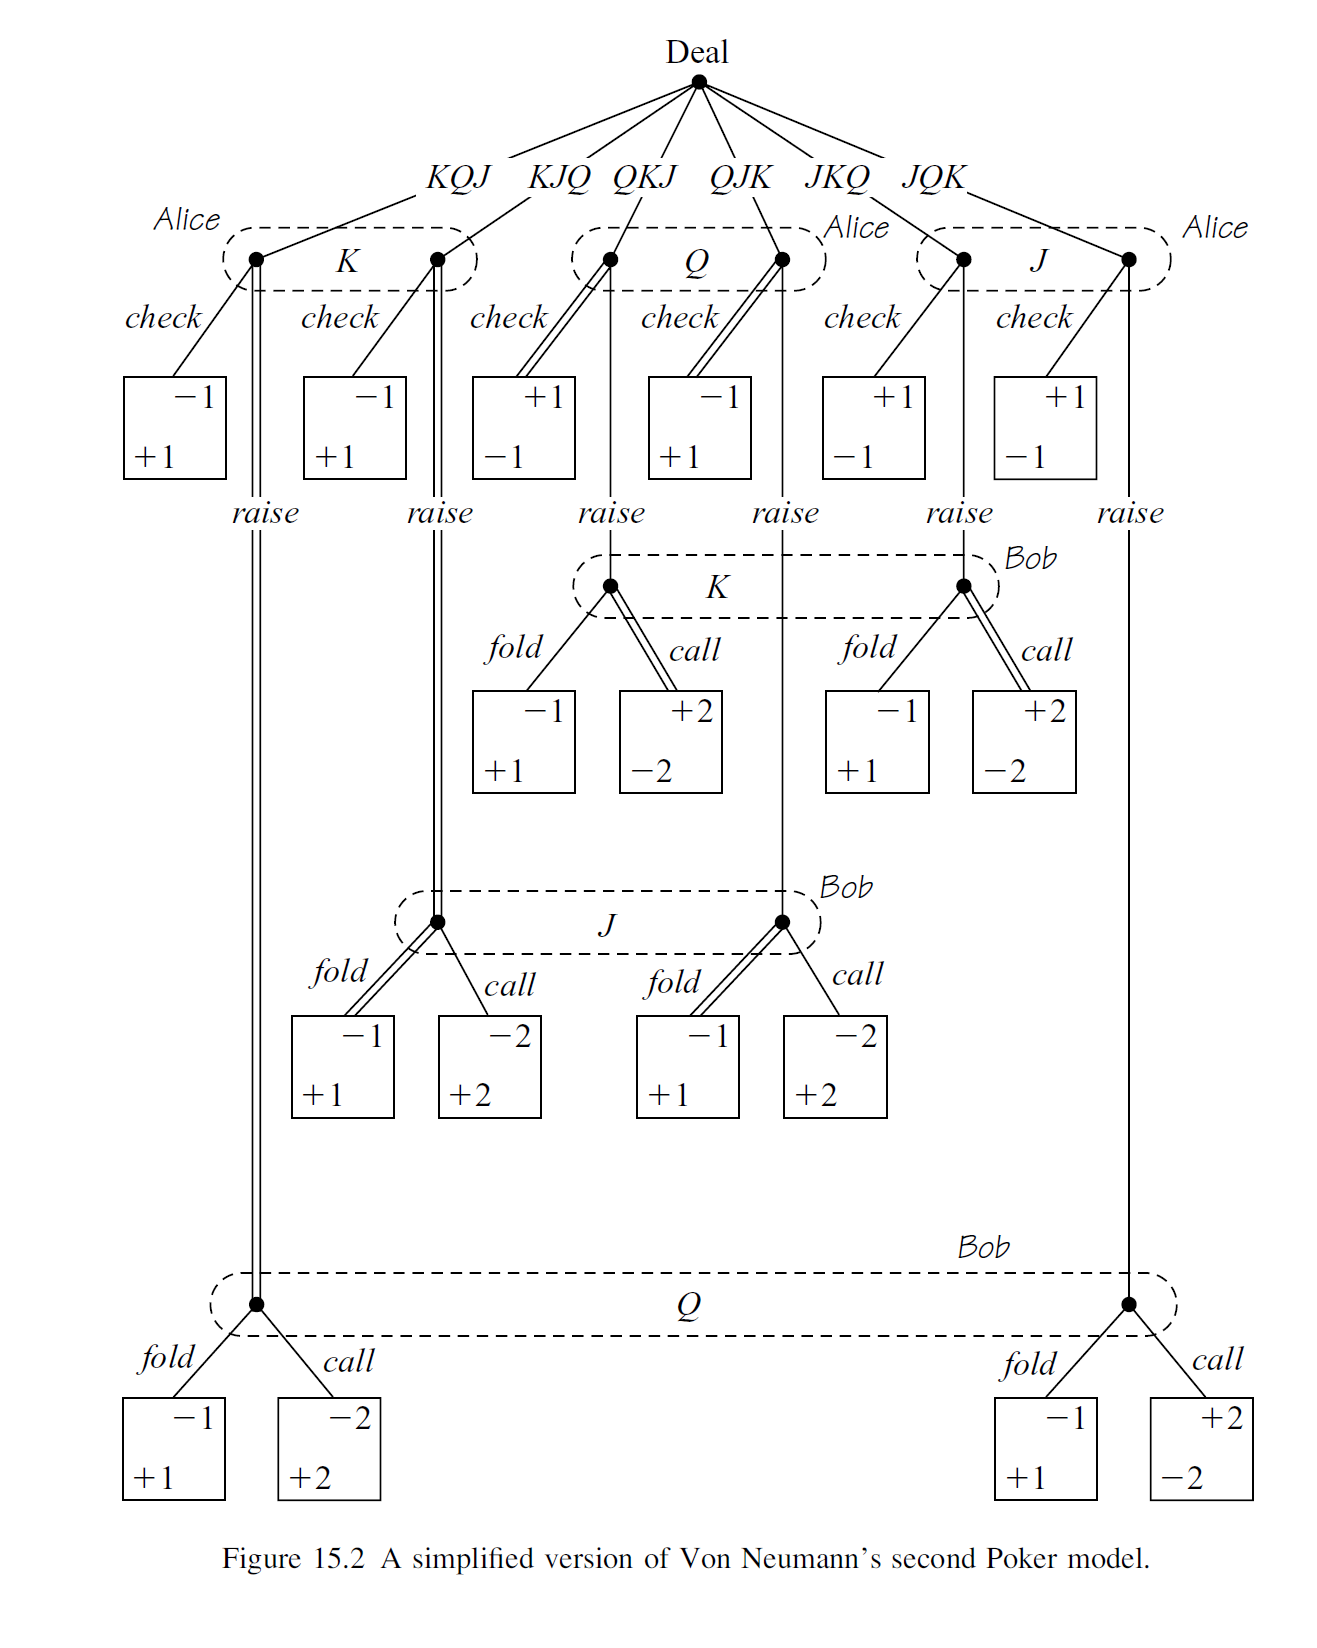 Deal
KQJ KJQ QKJ QJK JKQ JQK
Alice Alice Alice
K Q J
check check check check check check
−1 −1 +1 −1 +1 +1
+1 +1 −1 +1 −1 −1
raise raise raise raise raise raise
Bob
K
fold call fold call
−1 +2 −1 +2
+1 −2 +1 −2
Bob
J
fold call fold call
−1 −2 −1 −2
+1 +2 +1 +2
Bob
Q
fold call fold call
−1 −2 −1 +2
+1 +2 +1 −2
Figure 15.2 A simplified version of Von Neumann's second Poker model.